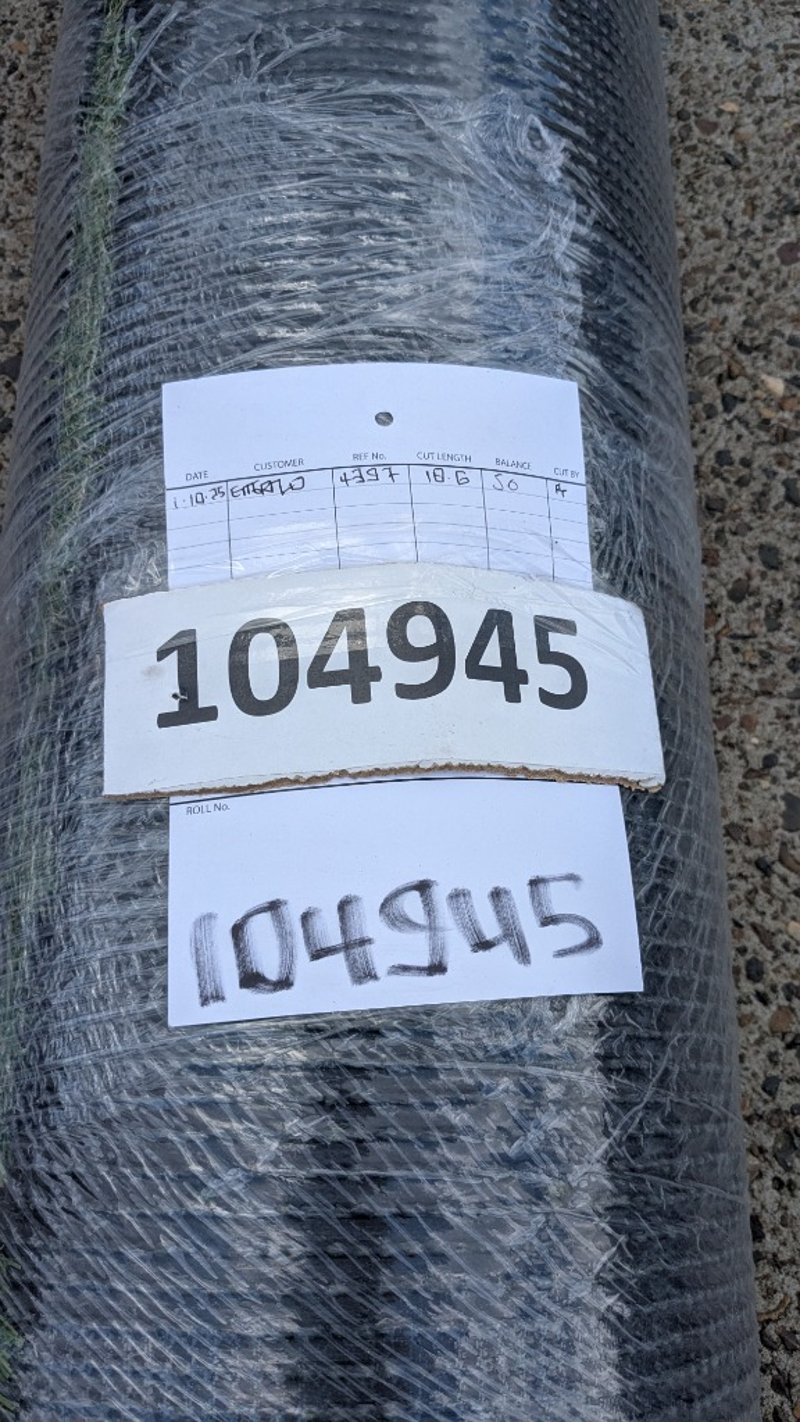 DATE CUSTOMER REF No. CUT LENGTH BALANCE CUT BY
1.10.25 4397 18.6 50
104945
ROLL No.
104945